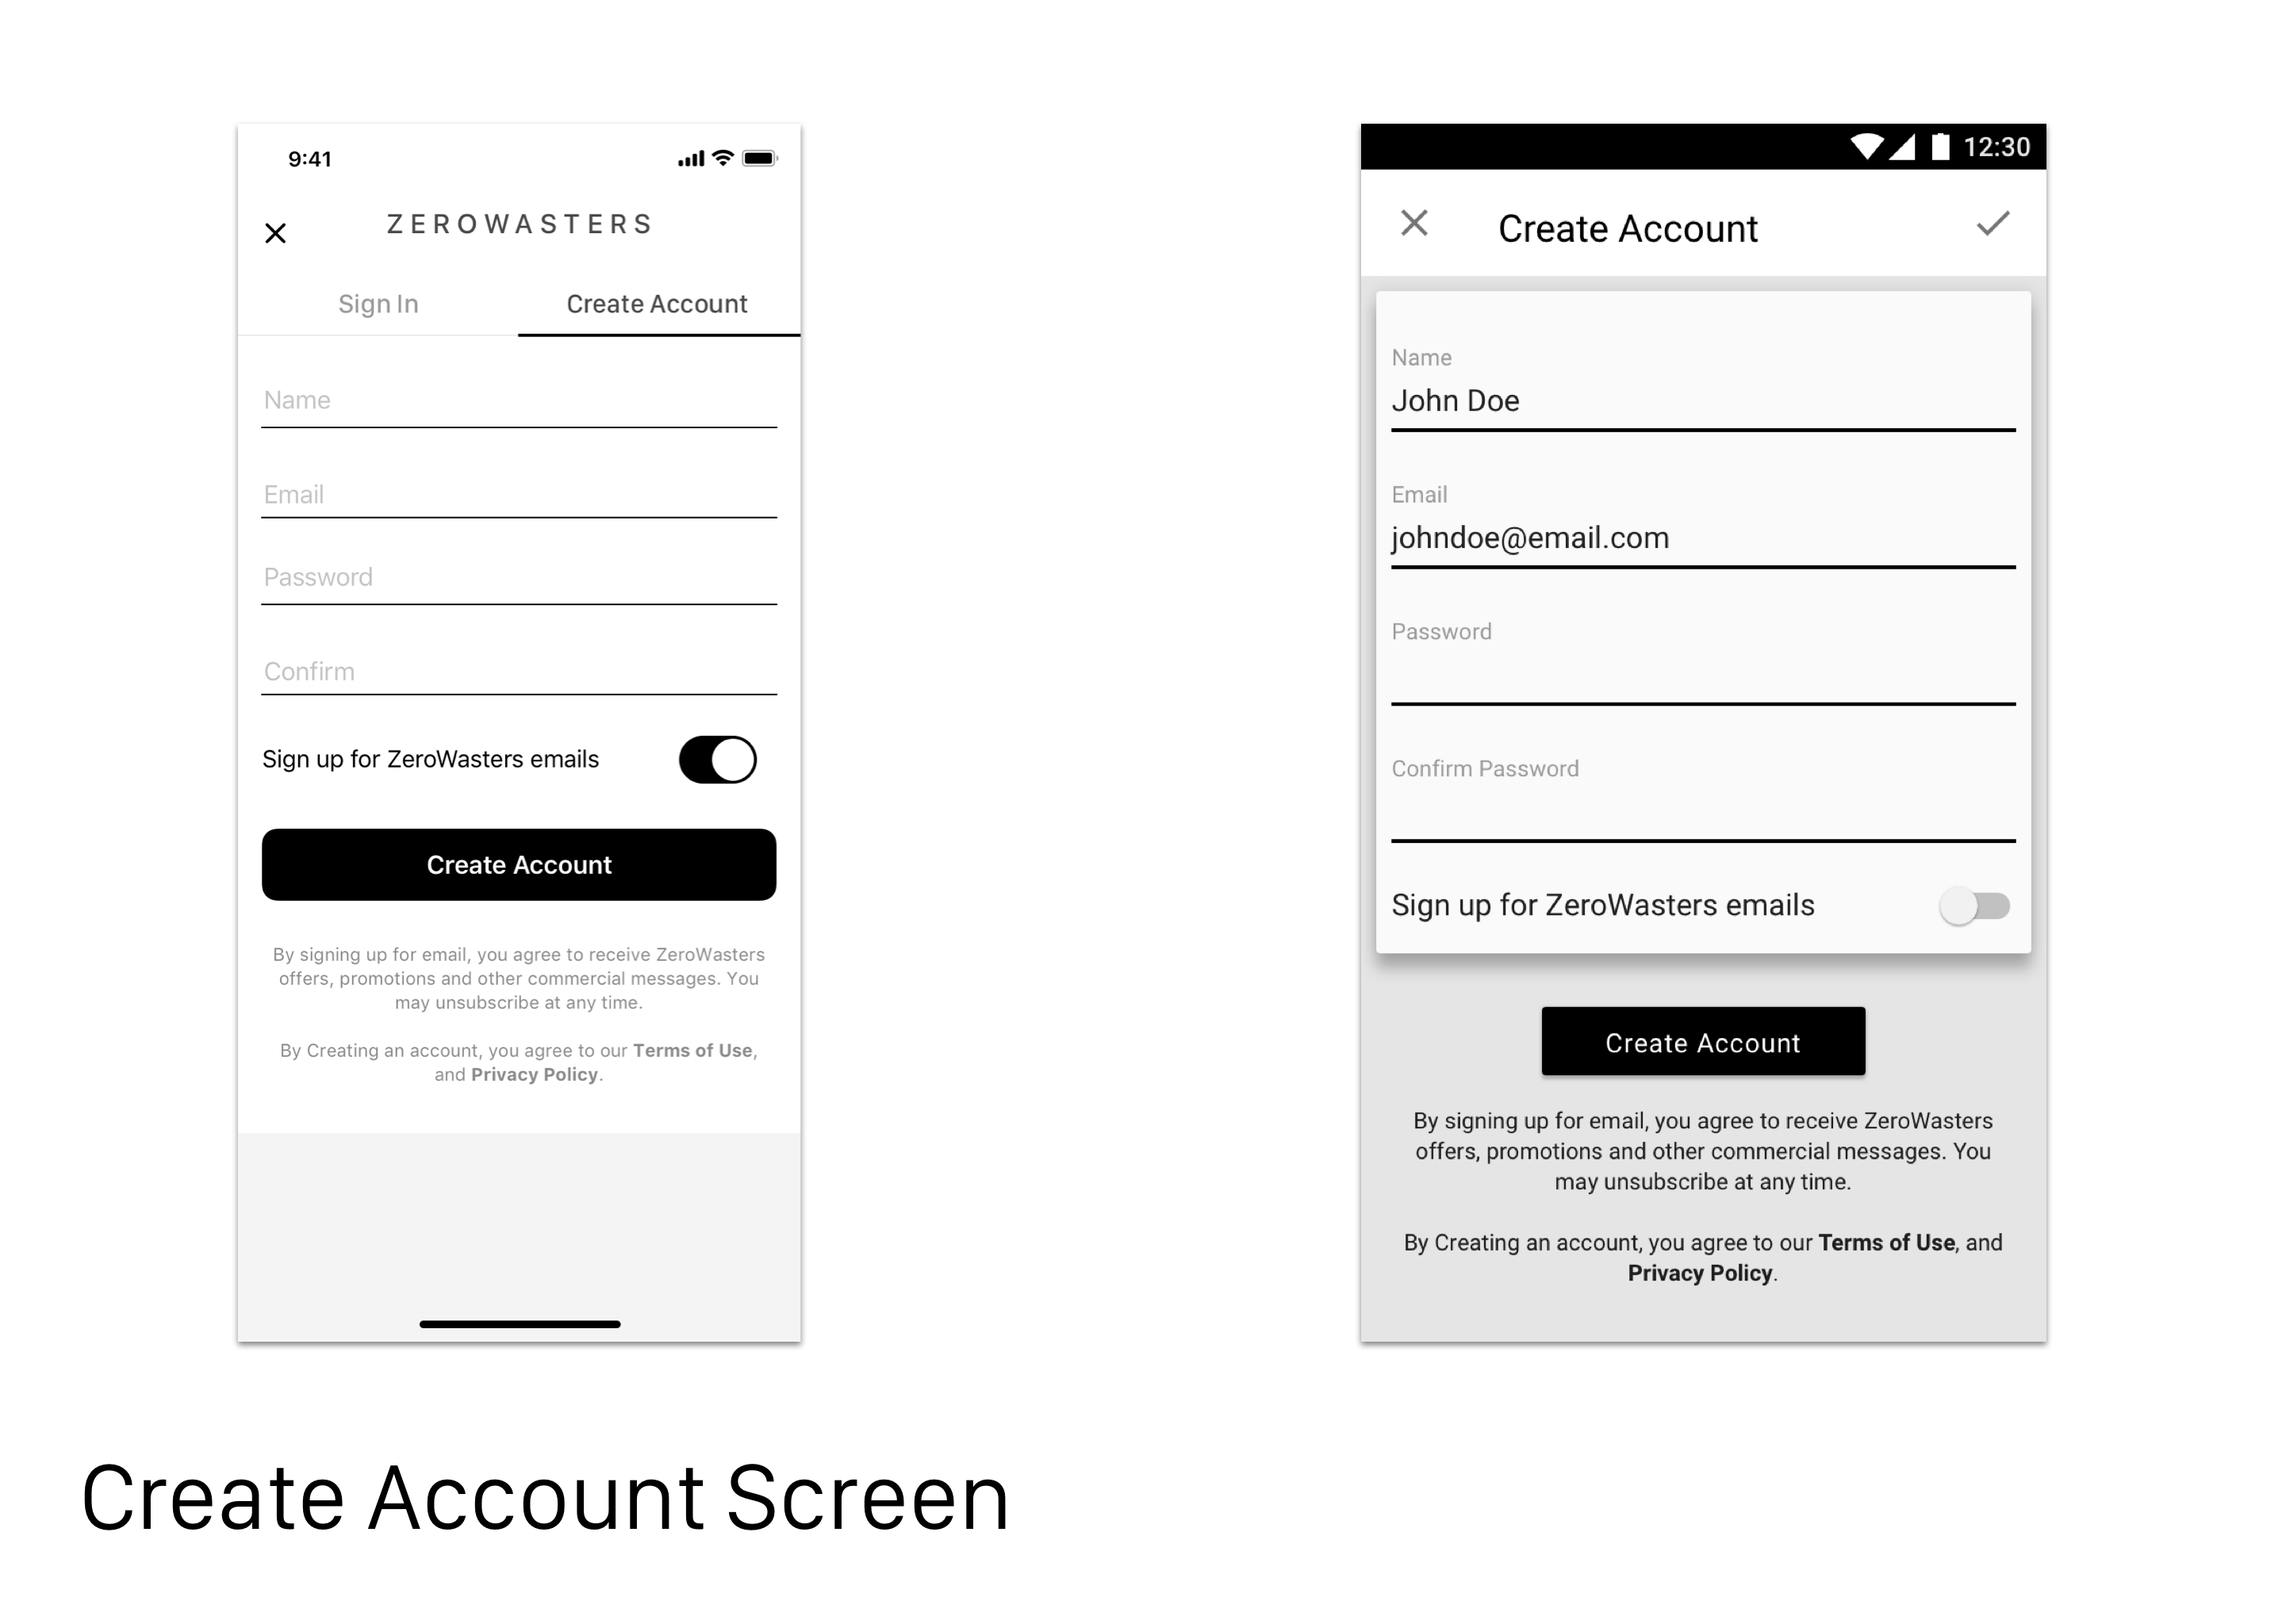 9:41
ZEROWASTERS
Sign In
Create Account
Name
Email
Password
Confirm
Sign up for ZeroWasters emails
Create Account
By signing up for email, you agree to receive ZeroWasters
offers, promotions and other commercial messages. You
may unsubscribe at any time.
By Creating an account, you agree to our Terms of Use,
and Privacy Policy.
12:30
Create Account
Name
John Doe
Email
johndoe@email.com
Password
Confirm Password
Sign up for ZeroWasters emails
Create Account
By signing up for email, you agree to receive ZeroWasters
offers, promotions and other commercial messages. You
may unsubscribe at any time.
By Creating an account, you agree to our Terms of Use, and
Privacy Policy.
Create Account Screen